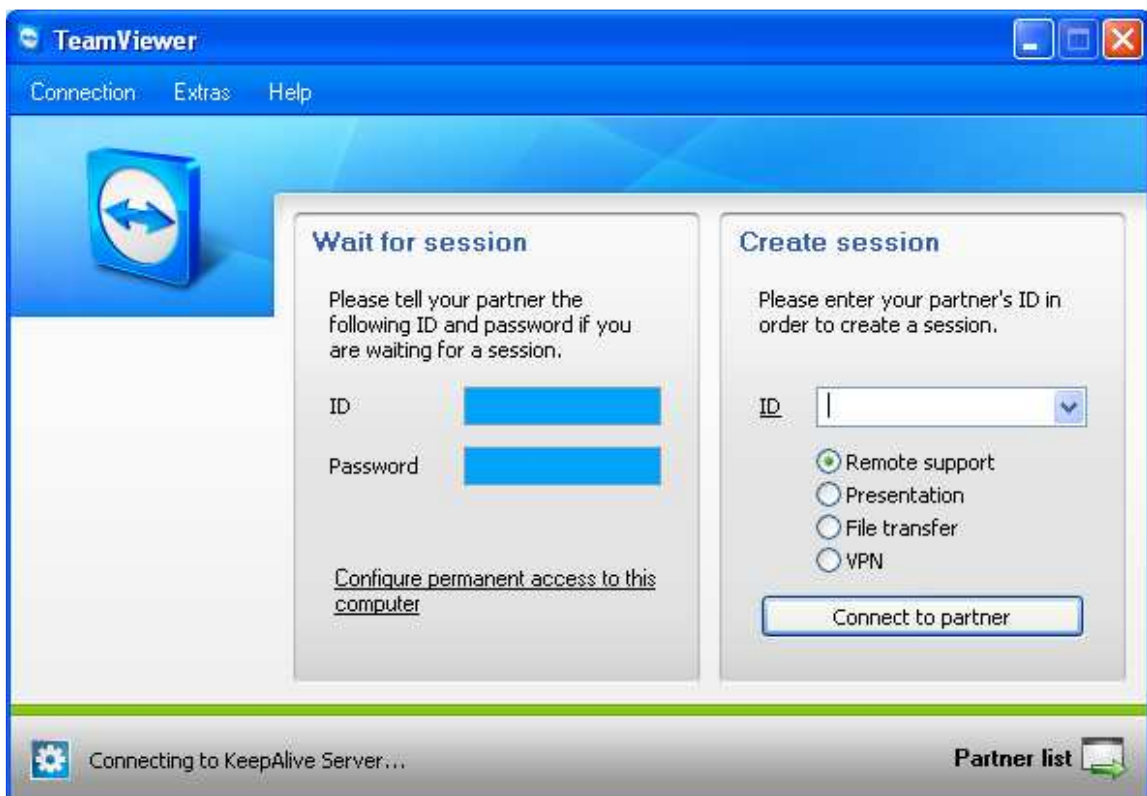 TeamViewer
Connection Extras Help
Wait for session
Please tell your partner the
following ID and password if you
are waiting for a session.
ID
Password
Configure permanent access to this
computer
Create session
Please enter your partner's ID in
order to create a session.
ID
Remote support
Presentation
File transfer
VPN
Connect to partner
Connecting to KeepAlive Server...
Partner list